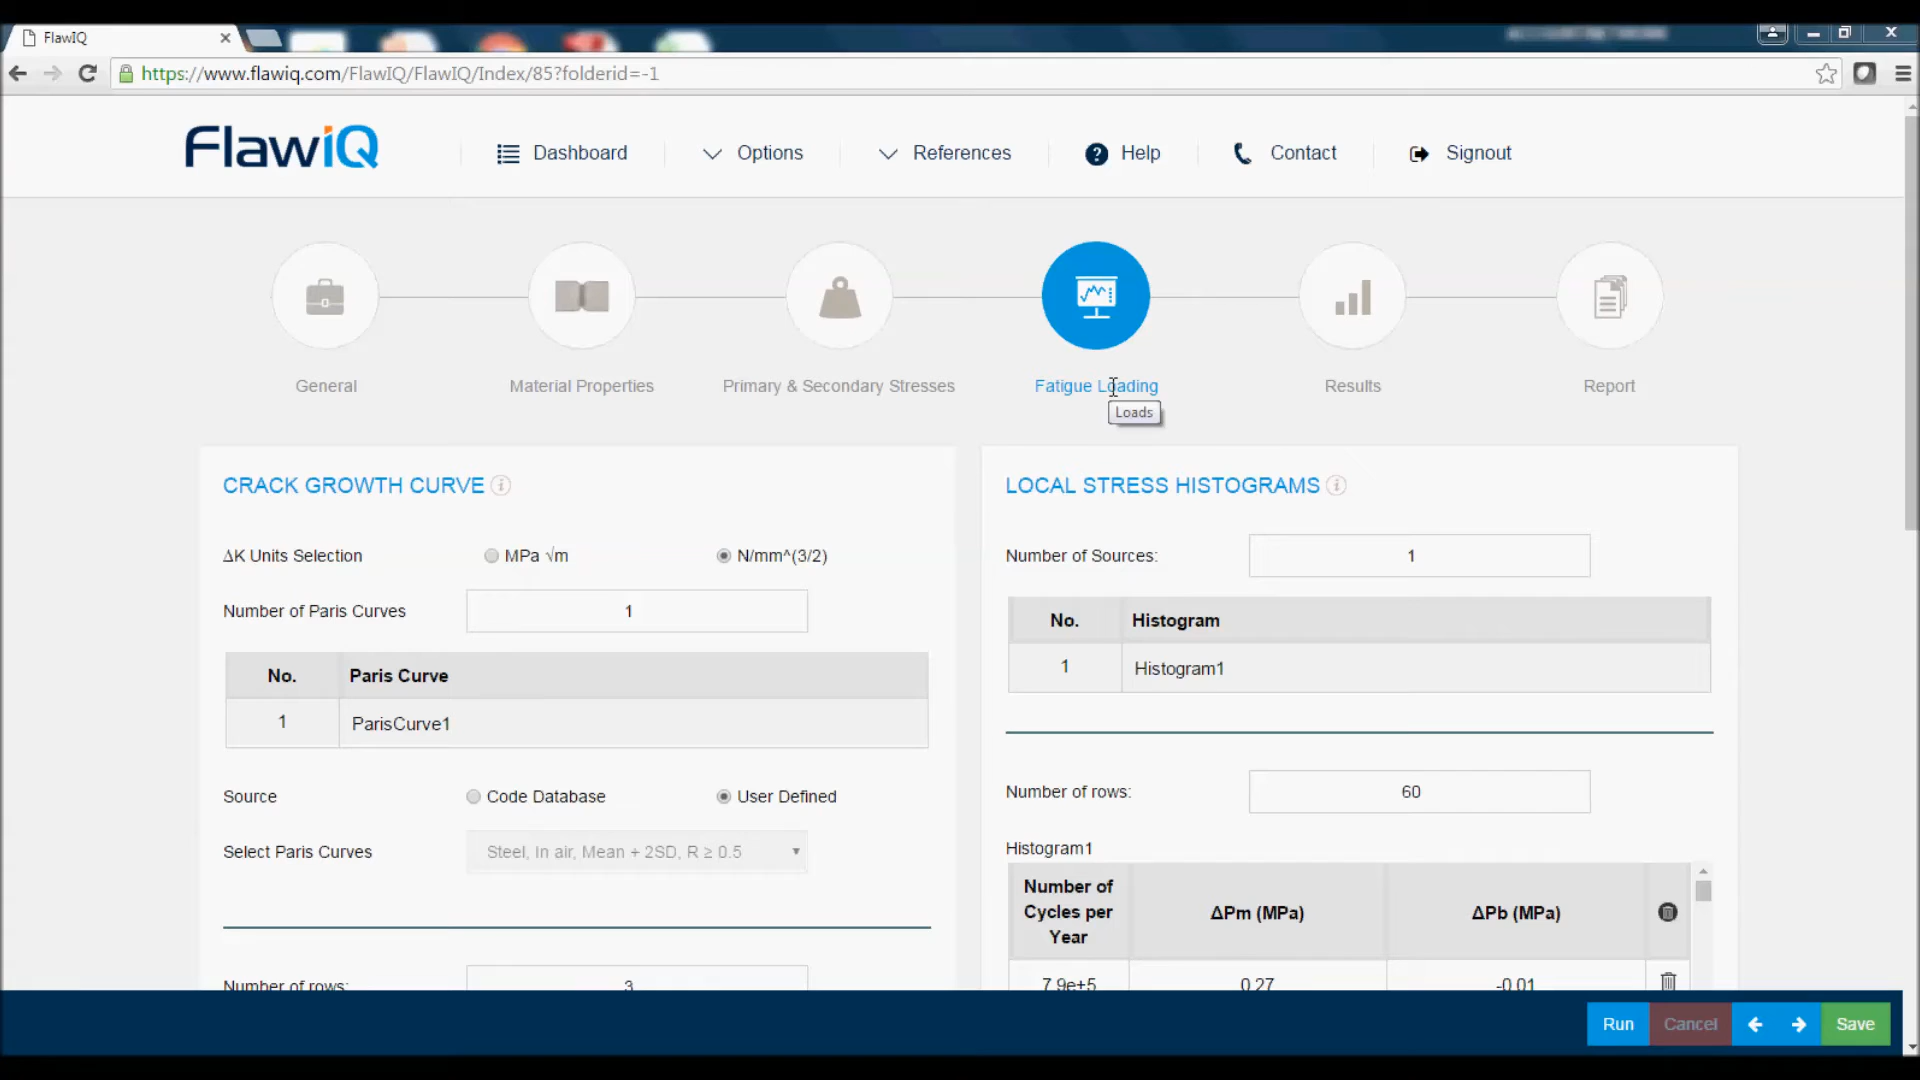 FlawIQ
https://www.flawiq.com/FlawIQ/FlawIQ/Index/85?folderid=-1
FlawiQ
Dashboard
Options
References
Help
Contact
Signout
General
Material Properties
Primary & Secondary Stresses
Fatigue Loading
Results
Report
Loads
CRACK GROWTH CURVE
ΔK Units Selection
MPa √m
N/mm^(3/2)
Number of Paris Curves
1
No.
Paris Curve
1
ParisCurve1
Source
Code Database
User Defined
Select Paris Curves
Steel, In air, Mean + 2SD, R ≥ 0.5
Number of rows:
3
LOCAL STRESS HISTOGRAMS
Number of Sources:
1
No.
Histogram
1
Histogram1
Number of rows:
60
Histogram1
Number of
Cycles per
Year
ΔPm (MPa)
ΔPb (MPa)
7.9e+5
0.27
-0.01
Run
Cancel
Save